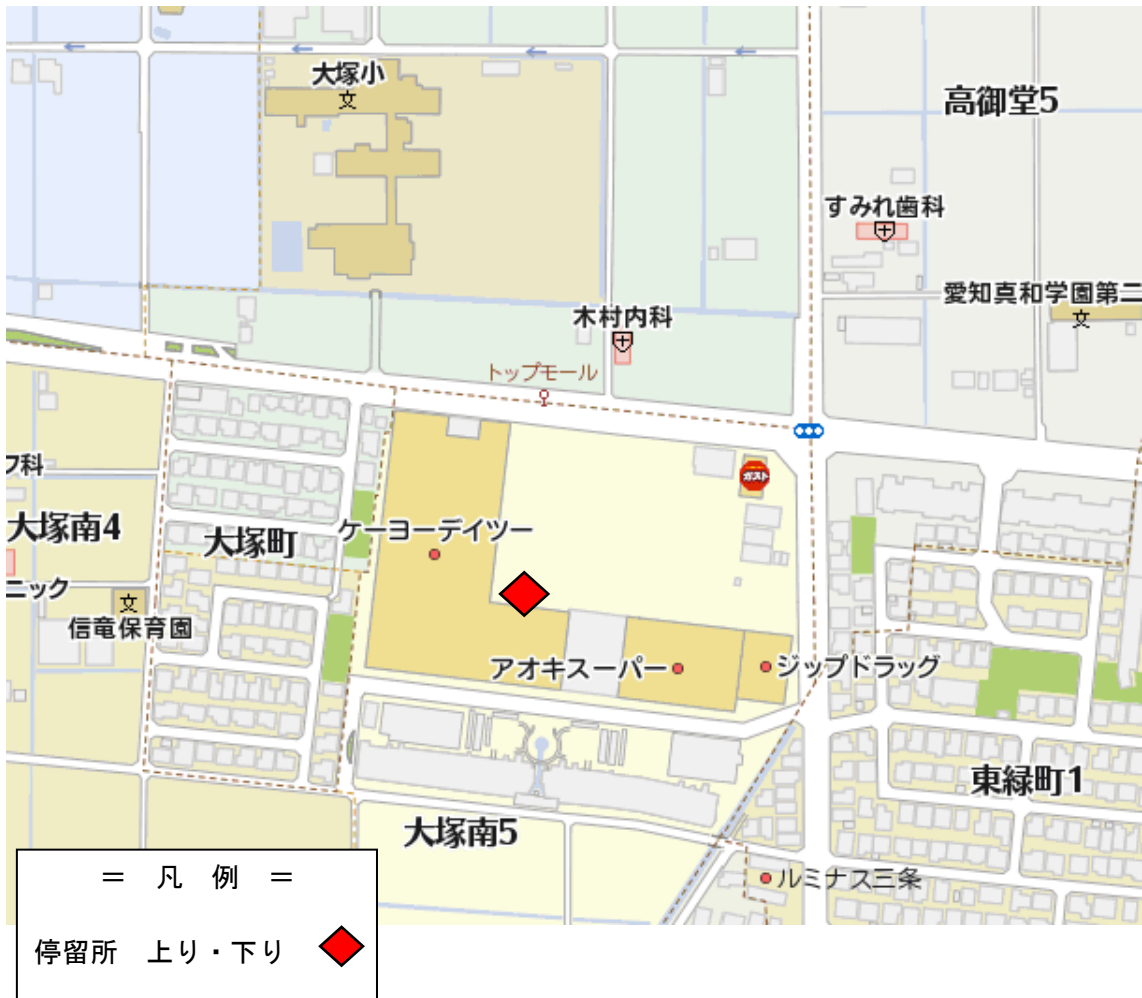 大塚小
高御堂5
すみれ歯科
愛知真和学園第二
木村内科
トップモール
ガスト
フ科
大塚南4
大塚町
ケーヨーデイツー
ニック
信竜保育園
アオキスーパー
ジップドラッグ
東緑町1
大塚南5
ルミナス三条
＝ 凡 例 ＝
停留所 上り・下り